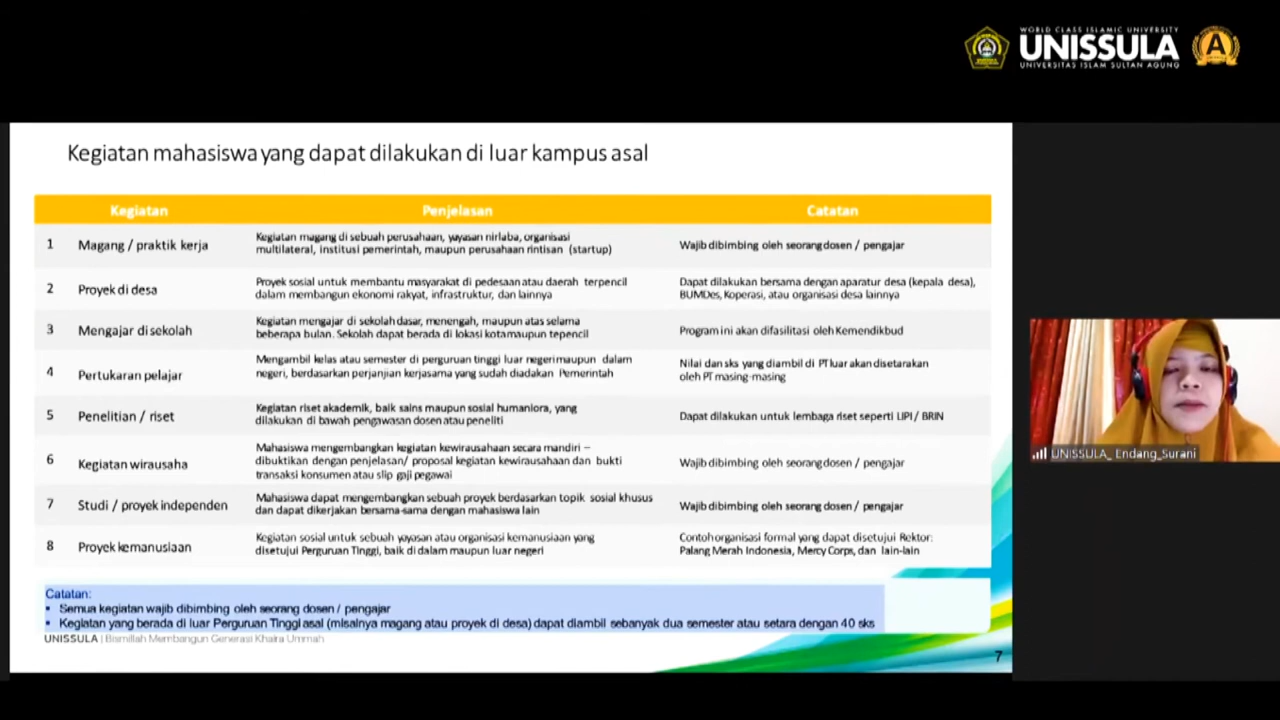 WORLD CLASS ISLAMIC UNIVERSITY
UNISSULA
UNIVERSITAS ISLAM SULTAN AGUNG
A
Kegiatan mahasiswa yang dapat dilakukan di luar kampus asal
Kegiatan Penjelasan Catatan
1 Magang / praktik kerja
Kegiatan magang di sebuah perusahaan, yayasan nirlaba, organisasi
multilateral, institusi pemerintah, maupun perusahaan rintisan (startup)
Wajib dibimbing oleh seorang dosen / pengajar
2 Proyek di desa
Proyek sosial untuk membantu masyarakat di pedesaan atau daerah terpencil
dalam membangun ekonomi rakyat, infrastruktur, dan lainnya
Dapat dilakukan bersama dengan aparatur desa (kepala desa),
BUMDes, Koperasi, atau organisasi desa lainnya
3 Mengajar di sekolah
Kegiatan mengajar di sekolah dasar, menengah, maupun atas selama
beberapa bulan. Sekolah dapat berada di lokasi kota maupun tepencil
Program ini akan difasilitasi oleh Kemendikbud
4 Pertukaran pelajar
Mengambil kelas atau semester di perguruan tinggi luar negeri maupun dalam
negeri, berdasarkan perjanjian kerjasama yang sudah diadakan Pemerintah
Nilai dan sks yang diambil di PT luar akan disetarakan
oleh PT masing-masing
5 Penelitian / riset
Kegiatan riset akademik, baik sains maupun sosial humaniora, yang
dilakukan di bawah pengawasan dosen atau peneliti
Dapat dilakukan untuk lembaga riset seperti LIPI / BRIN
6 Kegiatan wirausaha
Mahasiswa mengembangkan kegiatan kewirausahaan secara mandiri –
dibuktikan dengan penjelasan/ proposal kegiatan kewirausahaan dan bukti
transaksi konsumen atau slip gaji pegawai
Wajib dibimbing oleh seorang dosen / pengajar
7 Studi / proyek independen
Mahasiswa dapat mengembangkan sebuah proyek berdasarkan topik sosial khusus
dan dapat dikerjakan bersama-sama dengan mahasiswa lain
Wajib dibimbing oleh seorang dosen / pengajar
8 Proyek kemanusiaan
Kegiatan sosial untuk sebuah yayasan atau organisasi kemanusiaan yang
disetujui Perguruan Tinggi, baik di dalam maupun luar negeri
Contoh organisasi formal yang dapat disetujui Rektor:
Palang Merah Indonesia, Mercy Corps, dan lain-lain
Catatan:
• Semua kegiatan wajib dibimbing oleh seorang dosen / pengajar
• Kegiatan yang berada di luar Perguruan Tinggi asal (misalnya magang atau proyek di desa) dapat diambil sebanyak dua semester atau setara dengan 40 sks
UNISSULA | Bismillah Membangun Generasi Khaira Ummah
7
UNISSULA_ Endang_Surani